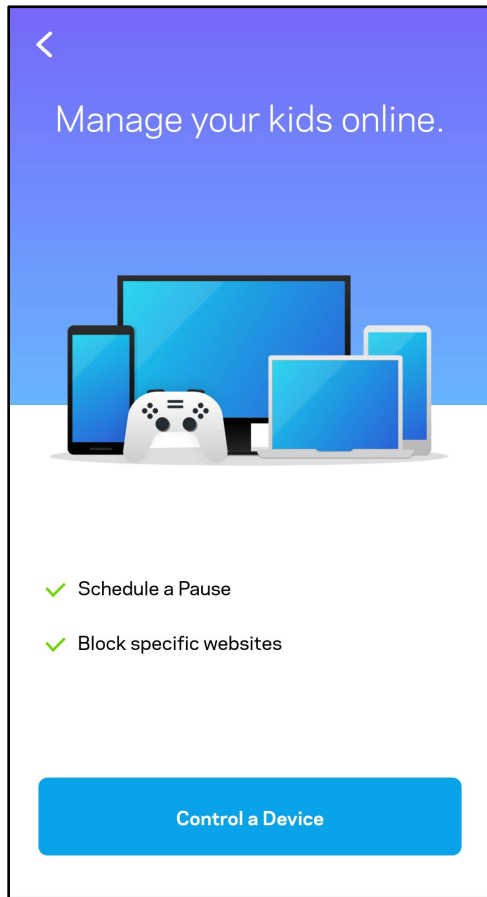 Manage your kids online.
Schedule a Pause
Block specific websites
Control a Device